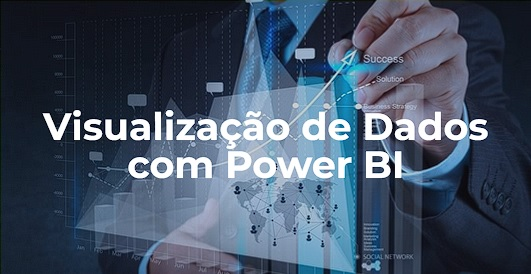 Success
Solution
Business Strategy
Visualização de Dados
com Power BI
SOCIAL NETWORK